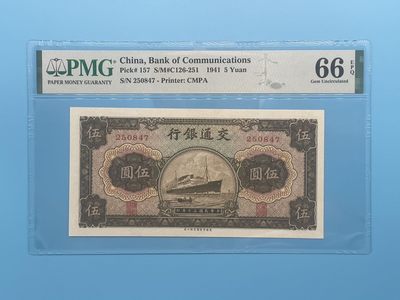 PMG
PAPER MONEY GUARANTY
China, Bank of Communications
Pick# 157 S/M#C126-251 1941 5 Yuan
S/N 250847 - Printer: CMPA
66 EPQ
Gem Uncirculated
伍 行銀通交 伍
250847 250847
圓伍 圓伍
伍 伍